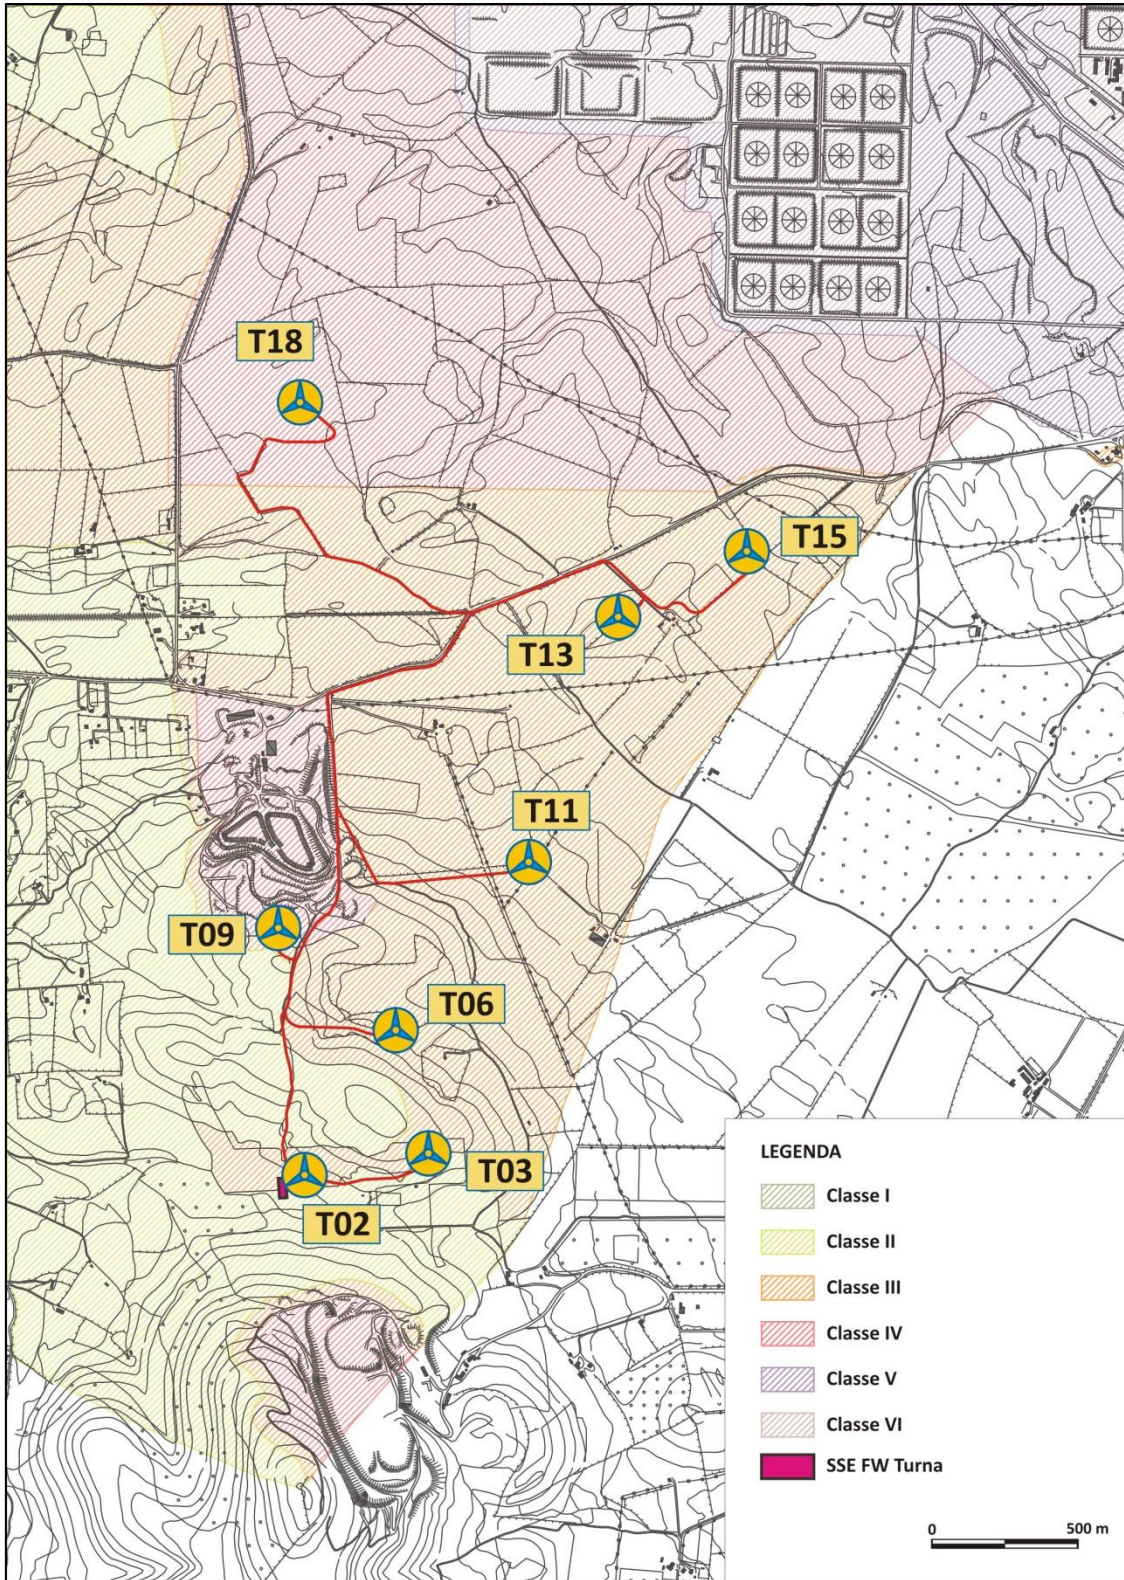 T18
T15
T13
T11
T09
T06
T03
T02
LEGENDA
Classe I
Classe II
Classe III
Classe IV
Classe V
Classe VI
SSE FW Turna
0 500 m